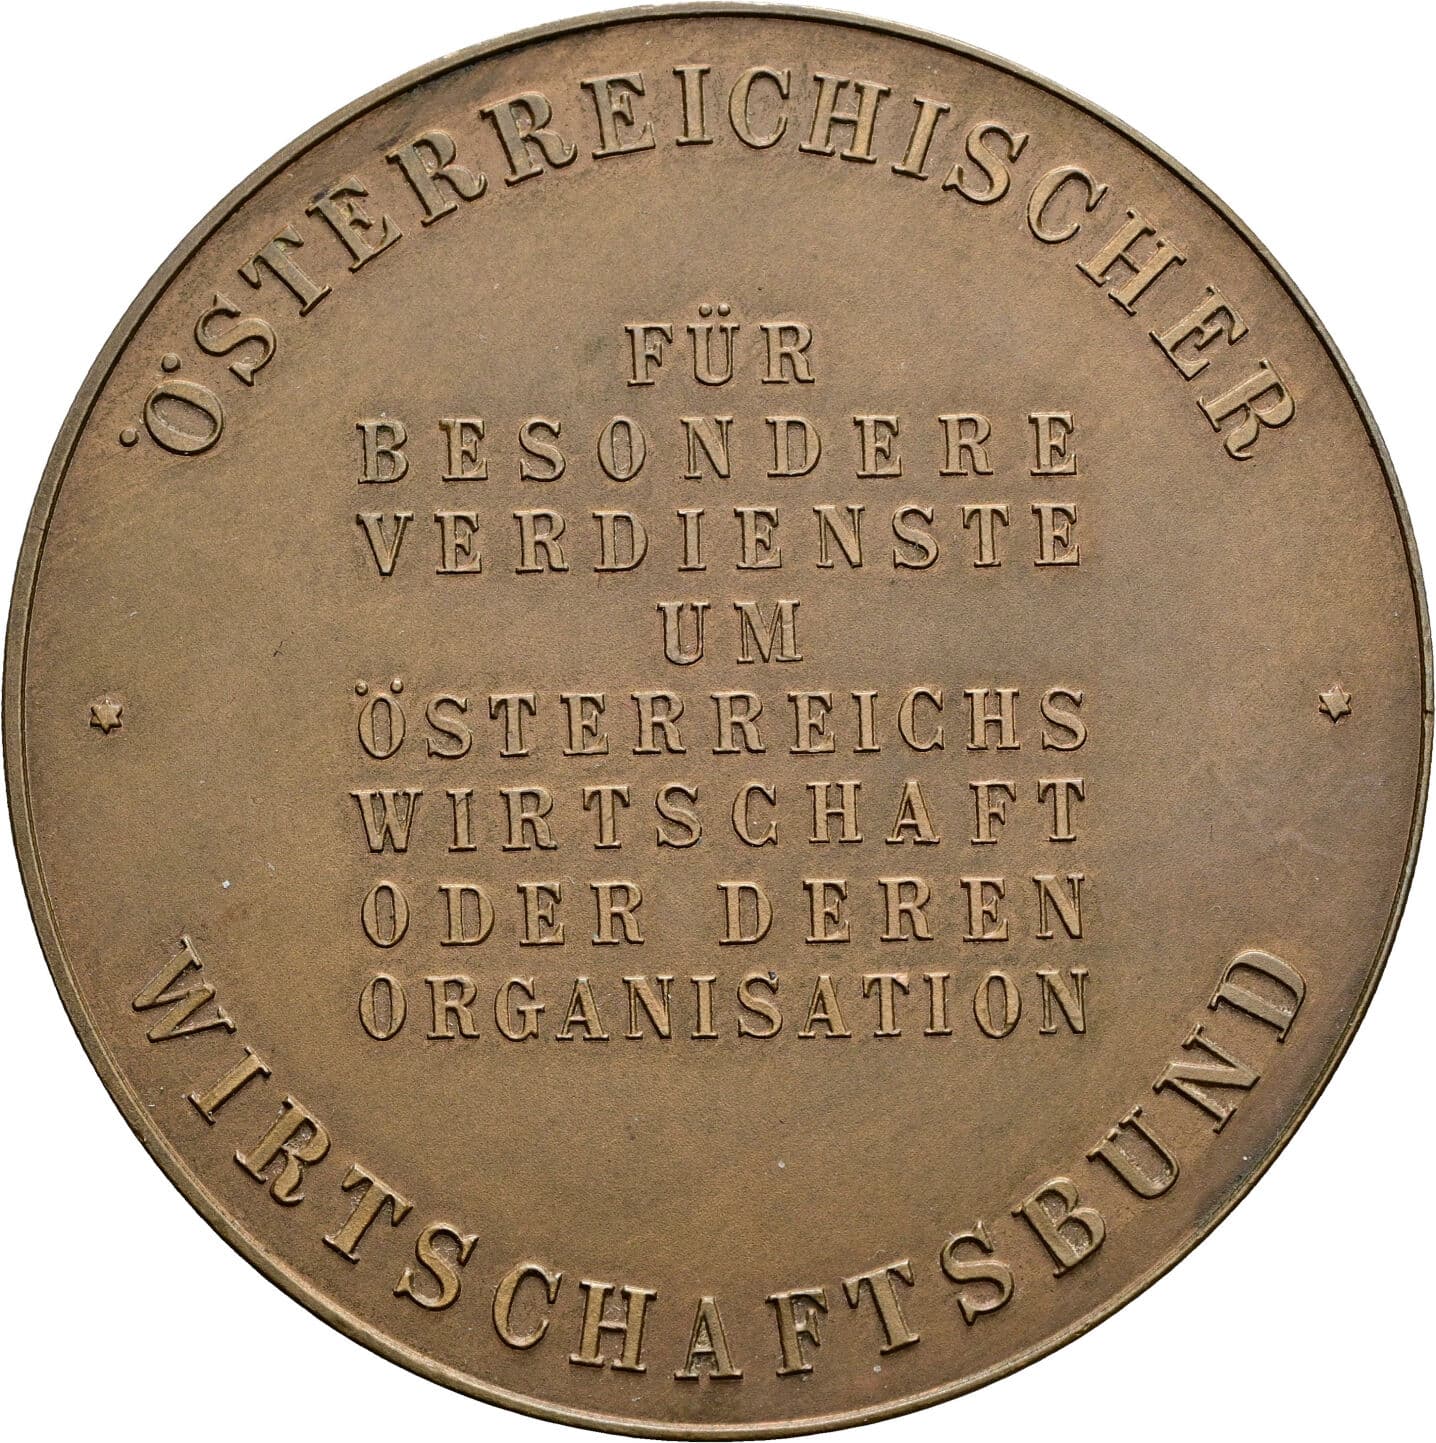 ÖSTERREICHISCHER
FÜR
BESONDERE
VERDIENSTE
UM
ÖSTERREICHS
WIRTSCHAFT
ODER DEREN
ORGANISATION
WIRTSCHAFTSBUND